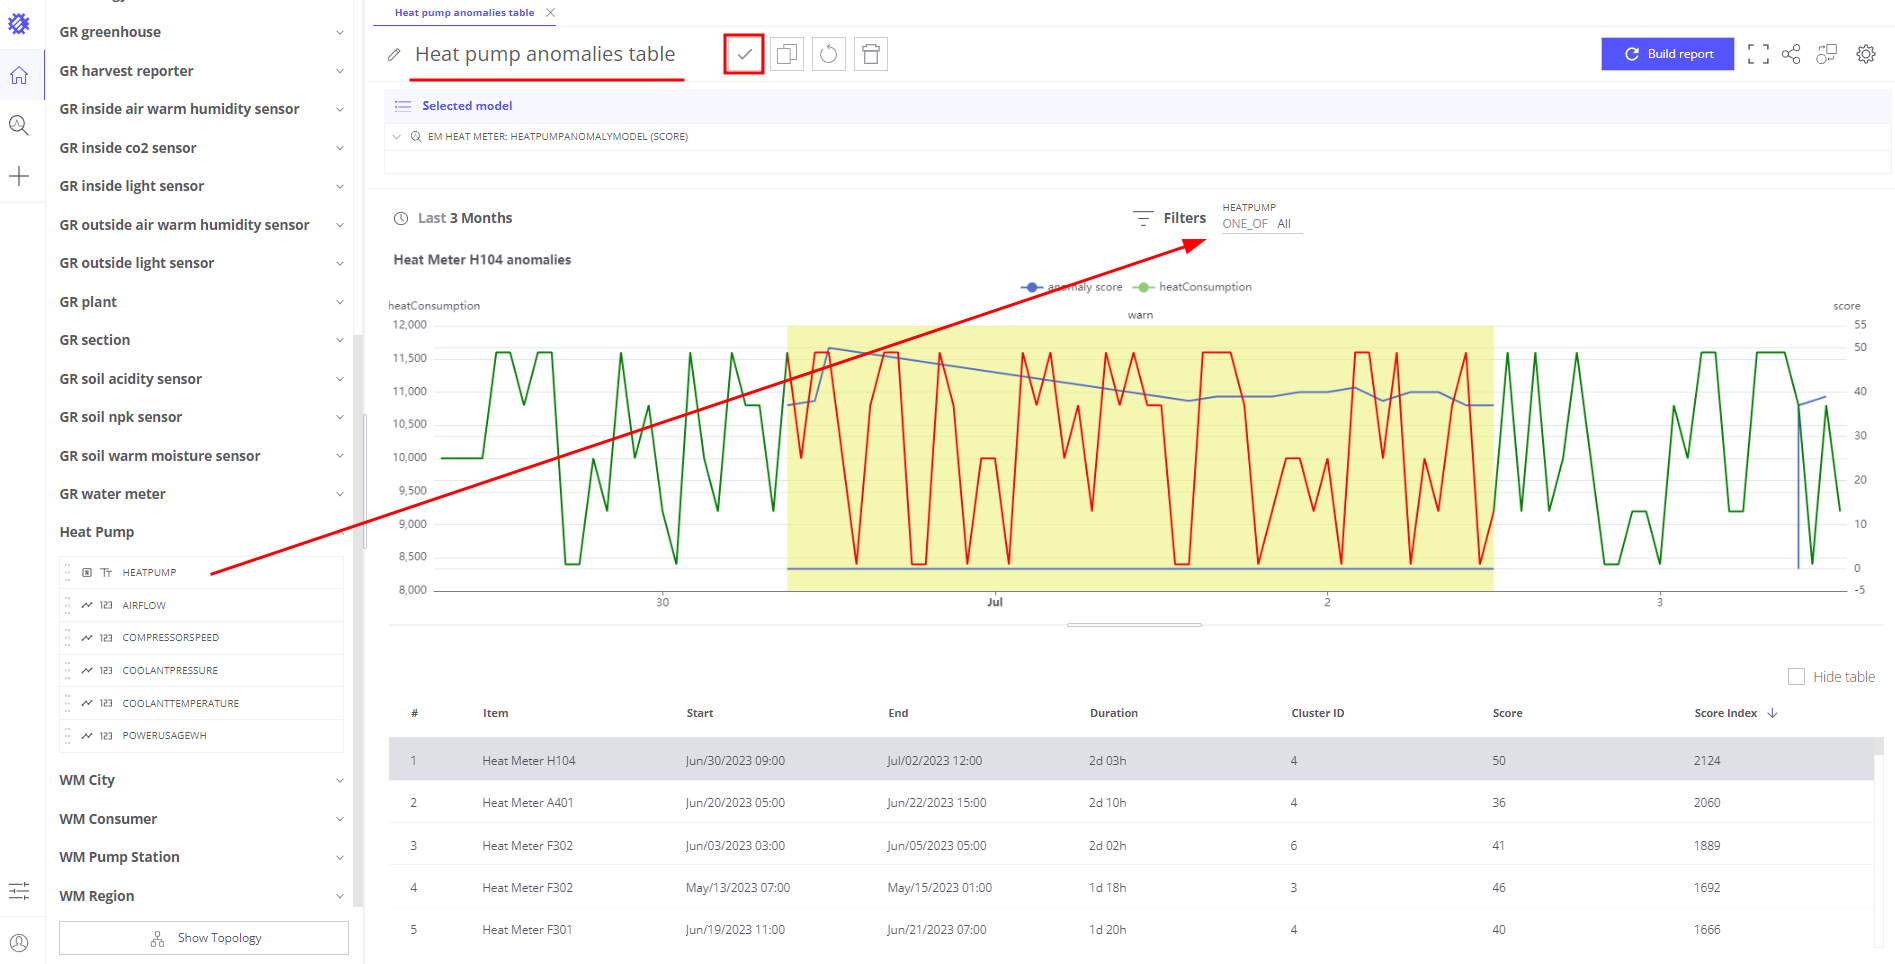 Heat pump anomalies table
GR greenhouse
GR harvest reporter
GR inside air warm humidity sensor
GR inside co2 sensor
GR inside light sensor
GR outside air warm humidity sensor
GR outside light sensor
GR plant
GR section
GR soil acidity sensor
GR soil npk sensor
GR soil warm moisture sensor
GR water meter
Heat Pump
HEATPUMP
123 AIRFLOW
123 COMPRESSORSPEED
123 COOLANTPRESSURE
123 COOLANTTEMPERATURE
123 POWERUSAGEWH
WM City
WM Consumer
WM Pump Station
WM Region
Show Topology
Heat pump anomalies table
Build report
Selected model
EM HEAT METER: HEATPUMPANOMALYMODEL (SCORE)
Last 3 Months
Filters
HEATPUMP
ONE_OF All
Heat Meter H104 anomalies
anomaly score heatConsumption
heatConsumption warn score
12,000 55
11,500 50
11,000 40
10,500
10,000 30
9,500 20
9,000 10
8,500 0
8,000 -5
30 Jul 2 3
Hide table
# Item Start End Duration Cluster ID Score Score Index
1 Heat Meter H104 Jun/30/2023 09:00 Jul/02/2023 12:00 2d 03h 4 50 2124
2 Heat Meter A401 Jun/20/2023 05:00 Jun/22/2023 15:00 2d 10h 4 36 2060
3 Heat Meter F302 Jun/03/2023 03:00 Jun/05/2023 05:00 2d 02h 6 41 1889
4 Heat Meter F302 May/13/2023 07:00 May/15/2023 01:00 1d 18h 3 46 1692
5 Heat Meter F301 Jun/19/2023 11:00 Jun/21/2023 07:00 1d 20h 4 40 1666